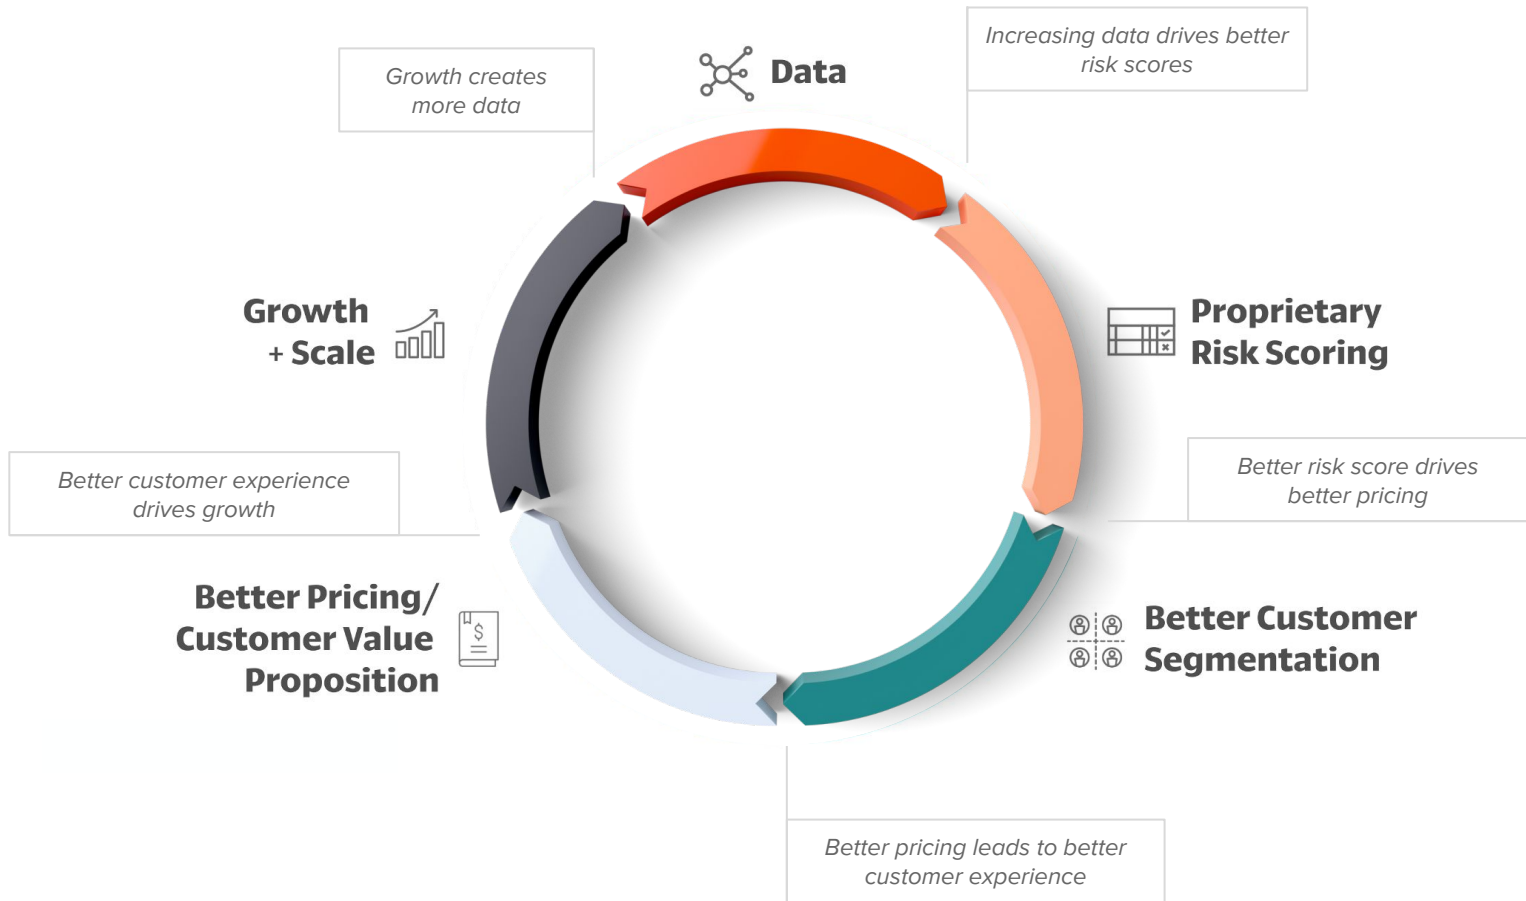 Growth creates
more data
Data
Increasing data drives better
risk scores
Growth
+ Scale
Proprietary
Risk Scoring
Better customer experience
drives growth
Better risk score drives
better pricing
Better Pricing/
Customer Value
Proposition
$
Better Customer
Segmentation
Better pricing leads to better
customer experience